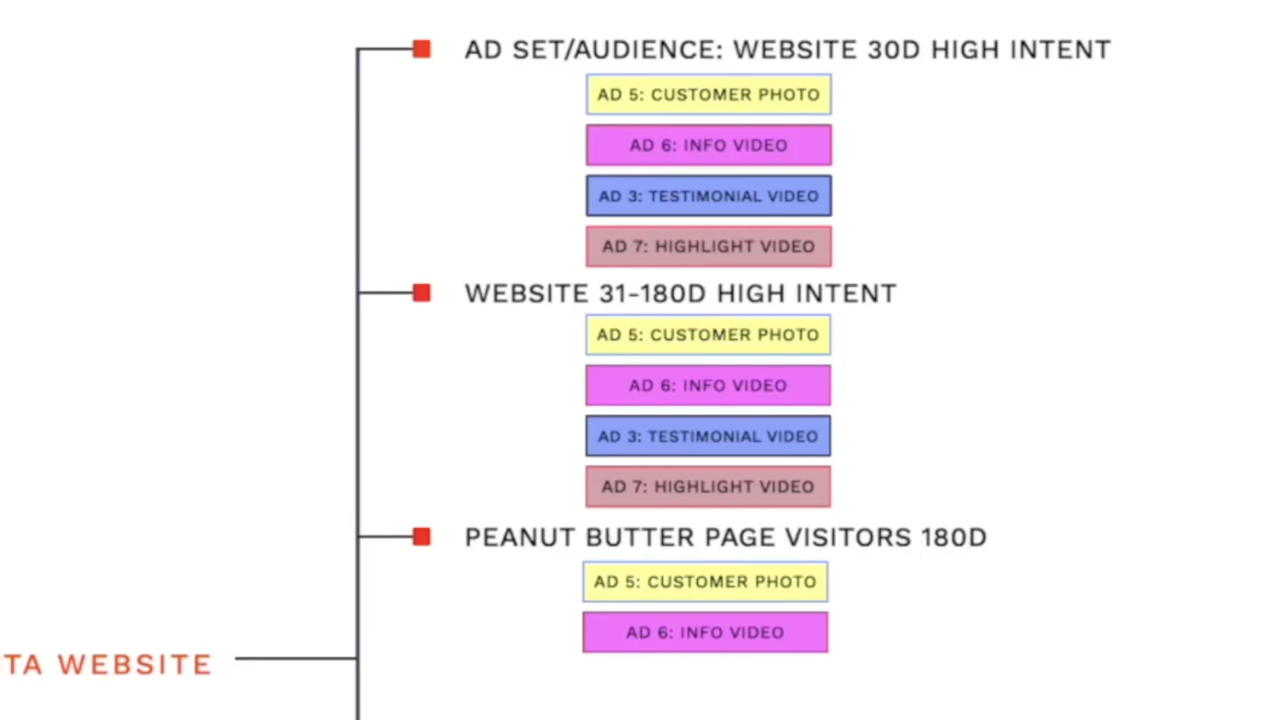 AD SET/AUDIENCE: WEBSITE 30D HIGH INTENT
AD 5: CUSTOMER PHOTO
AD 6: INFO VIDEO
AD 3: TESTIMONIAL VIDEO
AD 7: HIGHLIGHT VIDEO
WEBSITE 31-180D HIGH INTENT
AD 5: CUSTOMER PHOTO
AD 6: INFO VIDEO
AD 3: TESTIMONIAL VIDEO
AD 7: HIGHLIGHT VIDEO
PEANUT BUTTER PAGE VISITORS 180D
AD 5: CUSTOMER PHOTO
AD 6: INFO VIDEO
TA WEBSITE